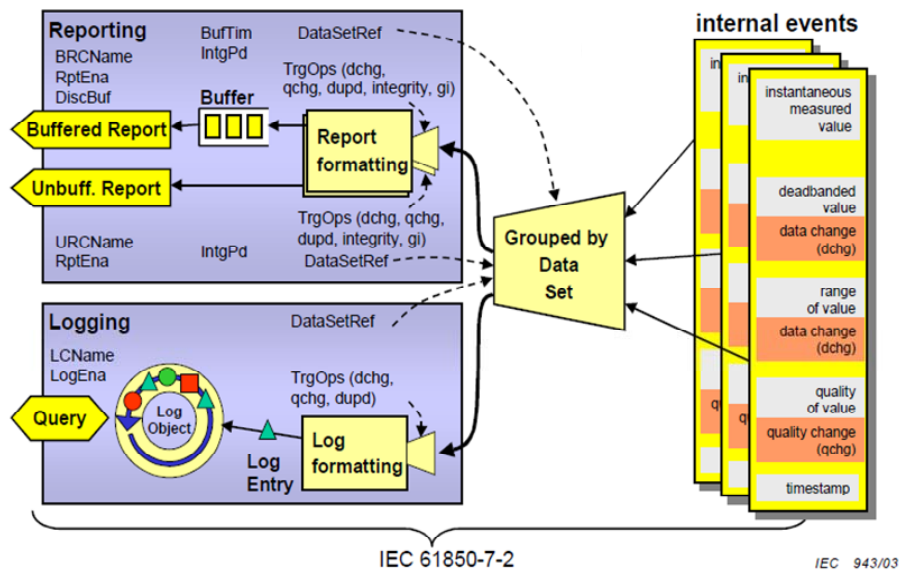 Reporting
BRCName
RptEna
DiscBuf
BufTim
IntgPd
DataSetRef
TrgOps (dchg,
qchg, dupd, integrity, gi)
Buffer
Buffered Report
Report
formatting
Unbuff. Report
TrgOps (dchg, qchg,
dupd, integrity, gi)
URCName
RptEna
IntgPd
DataSetRef
Grouped by
Data
Set
Logging
DataSetRef
LCName
LogEna
TrgOps (dchg,
qchg, dupd)
Query
Log
Object
Log
Entry
Log
formatting
internal events
in
in
instantaneous
measured
value
deadbanded
value
data change
(dchg)
range
of value
data change
(dchg)
quality
of value
q
q
quality change
(qchg)
timestamp
IEC 61850-7-2
IEC 943/03